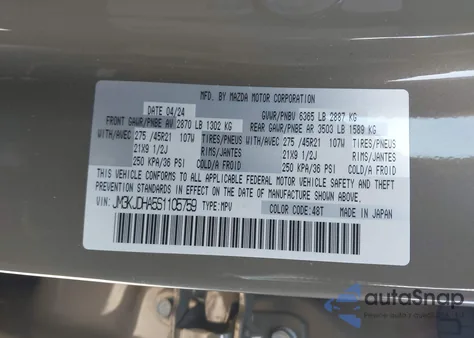 MFD. BY MAZDA MOTOR CORPORATION
DATE 04/24 GVWR/PNBV 6365 LB 2887 KG
FRONT GAWR/PNBE AV 2870 LB 1302 KG REAR GAWR/PNBE AR 3503 LB 1589 KG
WITH/AVEC 275 /45R21 107W TIRES/PNEUS WITH/AVEC 275 /45R21 107W TIRES/PNEUS
21X9 1/2J RIMS/JANTES 21X9 1/2J RIMS/JANTES
250 KPA/36 PSI COLD/A FROID 250 KPA/36 PSI COLD/A FROID
THIS VEHICLE CONFORMS TO ALL APPLICABLE FEDERAL MOTOR VEHICLE
SAFETY STANDARDS IN EFFECT ON THE DATE OF MANUFACTURE SHOWN ABOVE.
VIN: JM3KJDHA5S1105759 TYPE: MPV COLOR CODE: 48T MADE IN JAPAN
autoSnap